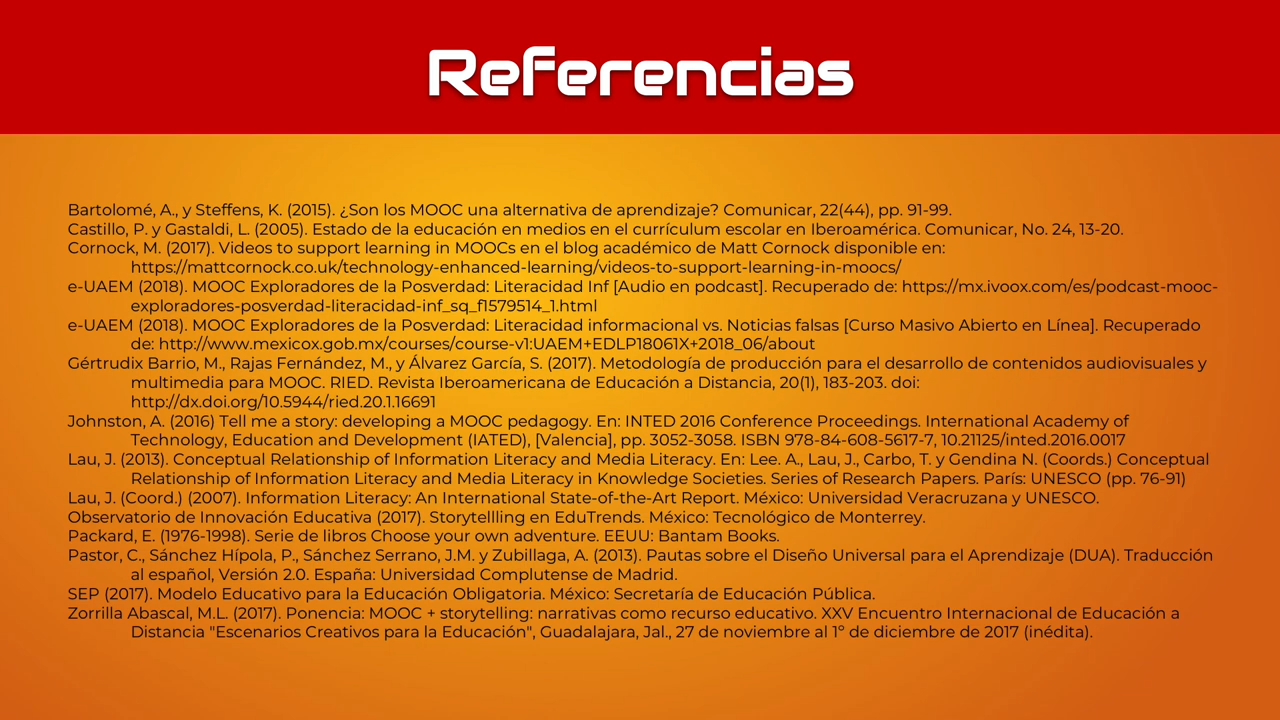 Referencias
Bartolomé, A., y Steffens, K. (2015). ¿Son los MOOC una alternativa de aprendizaje? Comunicar, 22(44), pp. 91-99.
Castillo, P. y Gastaldi, L. (2005). Estado de la educación en medios en el currículum escolar en Iberoamérica. Comunicar, No. 24, 13-20.
Cornock, M. (2017). Videos to support learning in MOOCs en el blog académico de Matt Cornock disponible en:
https://mattcornock.co.uk/technology-enhanced-learning/videos-to-support-learning-in-moocs/
e-UAEM (2018). MOOC Exploradores de la Posverdad: Literacidad Inf [Audio en podcast]. Recuperado de: https://mx.ivoox.com/es/podcast-mooc-
exploradores-posverdad-literacidad-inf_sq_f1579514_1.html
e-UAEM (2018). MOOC Exploradores de la Posverdad: Literacidad informacional vs. Noticias falsas [Curso Masivo Abierto en Línea]. Recuperado
de: http://www.mexicox.gob.mx/courses/course-v1:UAEM+EDLP18061X+2018_06/about
Gértrudix Barrio, M., Rajas Fernández, M., y Álvarez García, S. (2017). Metodología de producción para el desarrollo de contenidos audiovisuales y
multimedia para MOOC. RIED. Revista Iberoamericana de Educación a Distancia, 20(1), 183-203. doi:
http://dx.doi.org/10.5944/ried.20.1.16691
Johnston, A. (2016) Tell me a story: developing a MOOC pedagogy. En: INTED 2016 Conference Proceedings. International Academy of
Technology, Education and Development (IATED), [Valencia], pp. 3052-3058. ISBN 978-84-608-5617-7, 10.21125/inted.2016.0017
Lau, J. (2013). Conceptual Relationship of Information Literacy and Media Literacy. En: Lee. A., Lau, J., Carbo, T. y Gendina N. (Coords.) Conceptual
Relationship of Information Literacy and Media Literacy in Knowledge Societies. Series of Research Papers. París: UNESCO (pp. 76-91)
Lau, J. (Coord.) (2007). Information Literacy: An International State-of-the-Art Report. México: Universidad Veracruzana y UNESCO.
Observatorio de Innovación Educativa (2017). Storytellling en EduTrends. México: Tecnológico de Monterrey.
Packard, E. (1976-1998). Serie de libros Choose your own adventure. EEUU: Bantam Books.
Pastor, C., Sánchez Hípola, P., Sánchez Serrano, J.M. y Zubillaga, A. (2013). Pautas sobre el Diseño Universal para el Aprendizaje (DUA). Traducción
al español, Versión 2.0. España: Universidad Complutense de Madrid.
SEP (2017). Modelo Educativo para la Educación Obligatoria. México: Secretaría de Educación Pública.
Zorrilla Abascal, M.L. (2017). Ponencia: MOOC + storytelling: narrativas como recurso educativo. XXV Encuentro Internacional de Educación a
Distancia "Escenarios Creativos para la Educación", Guadalajara, Jal., 27 de noviembre al 1º de diciembre de 2017 (inédita).